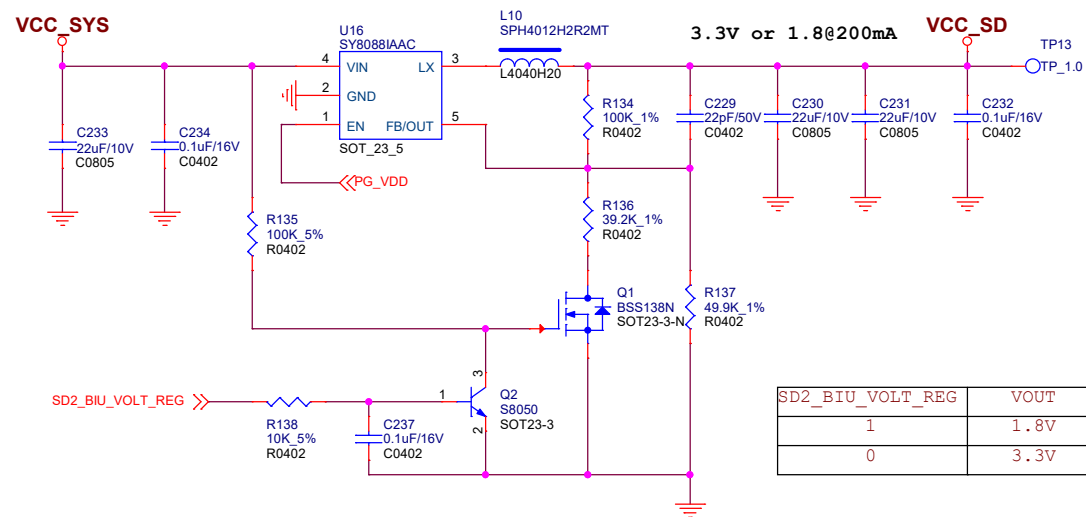 VCC_SYS
U16
SY8088IAAC
L10
SPH4012H2R2MT
L4040H20
3.3V or 1.8@200mA
VCC_SD
TP13
TP_1.0
4 VIN LX 3
2 GND
1 EN FB/OUT 5
SOT_23_5
PG_VDD
C233
22uF/10V
C0805
C234
0.1uF/16V
C0402
R134
100K_1%
R0402
C229
22pF/50V
C0402
C230
22uF/10V
C0805
C231
22uF/10V
C0805
C232
0.1uF/16V
C0402
R135
100K_5%
R0402
R136
39.2K_1%
R0402
Q1
BSS138N
SOT23-3-N
R137
49.9K_1%
R0402
SD2_BIU_VOLT_REG
R138
10K_5%
R0402
C237
0.1uF/16V
C0402
1
3
2
Q2
S8050
SOT23-3
SD2_BIU_VOLT_REG VOUT
1 1.8V
0 3.3V